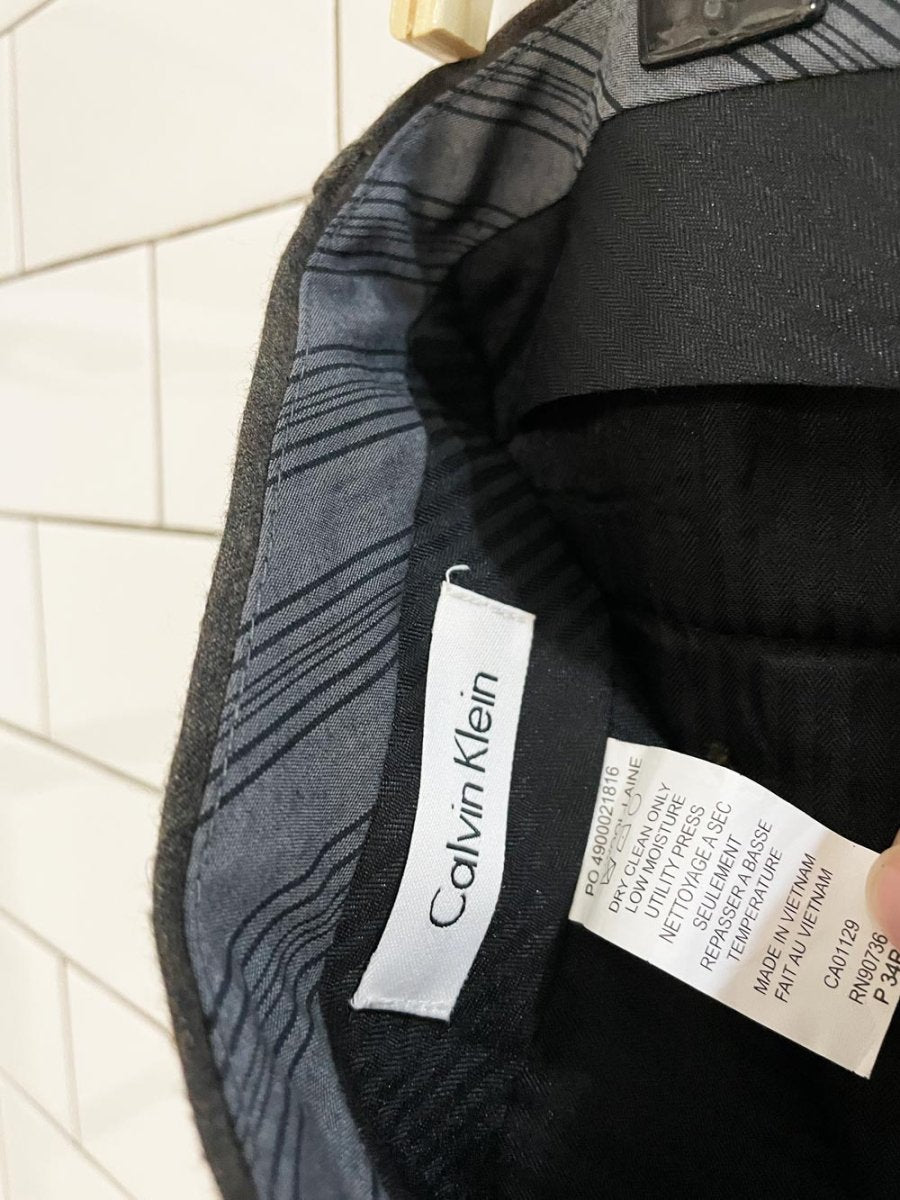 Calvin Klein
PO 4900021816
LAINE
DRY CLEAN ONLY
LOW MOISTURE
UTILITY PRESS
NETTOYAGE A SEC
SEULEMENT
REPASSER A BASSE
TEMPERATURE
MADE IN VIETNAM
FAIT AU VIETNAM
CA01129
RN90736
P 34R